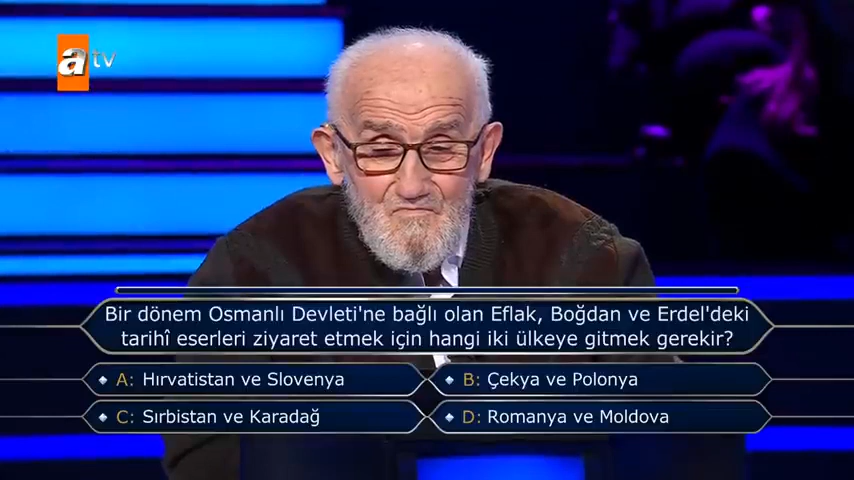 atv
Bir dönem Osmanlı Devleti'ne bağlı olan Eflak, Boğdan ve Erdel'deki
tarihî eserleri ziyaret etmek için hangi iki ülkeye gitmek gerekir?
A: Hırvatistan ve Slovenya
B: Çekya ve Polonya
C: Sırbistan ve Karadağ
D: Romanya ve Moldova